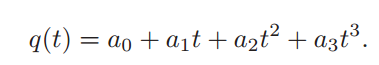 q(t) = a₀ + a₁t + a₂t² + a₃t³.